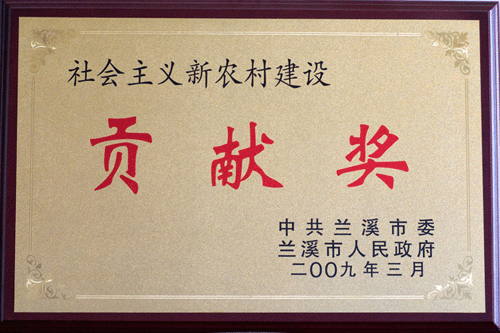 社会主义新农村建设
贡献奖
中共兰溪市委
兰溪市人民政府
二〇〇九年三月